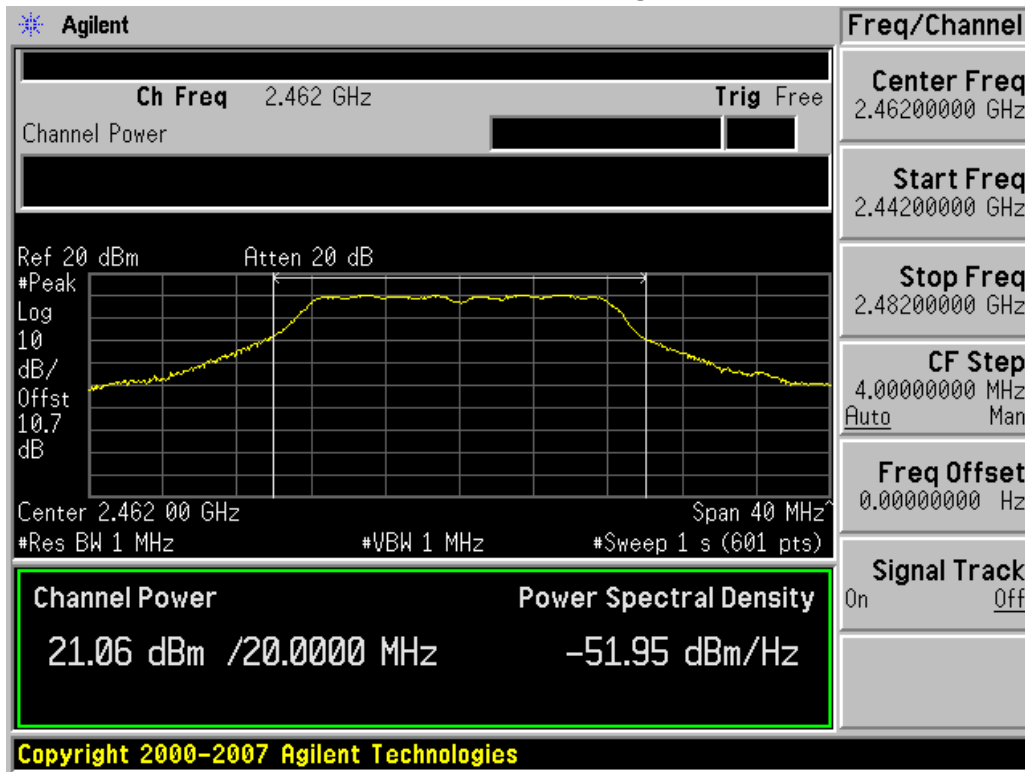 Agilent
Freq/Channel
Ch Freq 2.462 GHz Trig Free
Channel Power
Center Freq
2.46200000 GHz
Start Freq
2.44200000 GHz
Stop Freq
2.48200000 GHz
CF Step
4.00000000 MHz
Auto Man
Freq Offset
0.00000000 Hz
Signal Track
On Off
Ref 20 dBm Atten 20 dB
#Peak
Log
10
dB/
Offst
10.7
dB
Center 2.462 00 GHz Span 40 MHz^
#Res BW 1 MHz #VBW 1 MHz #Sweep 1 s (601 pts)
Channel Power Power Spectral Density
21.06 dBm /20.0000 MHz -51.95 dBm/Hz
Copyright 2000-2007 Agilent Technologies